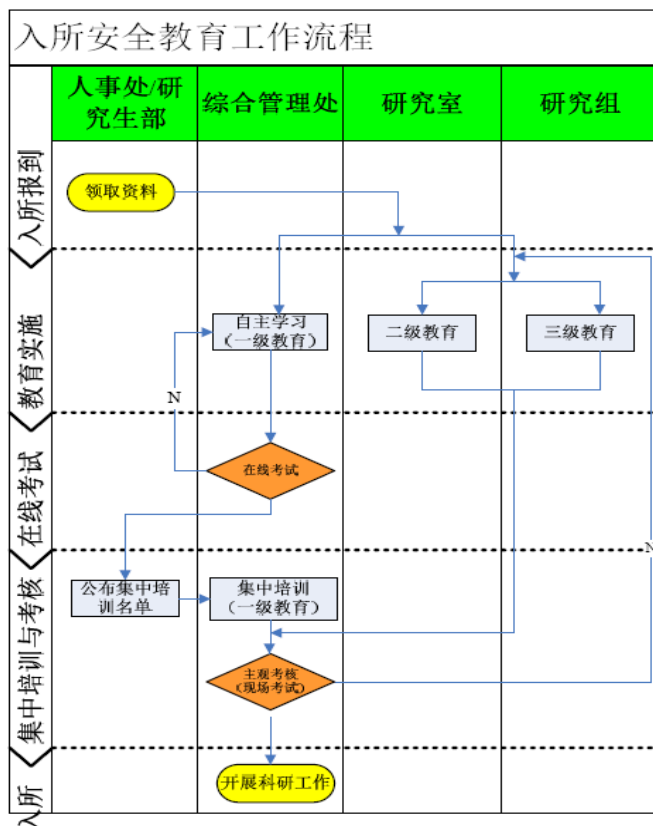 入所安全教育工作流程
人事处/研
究生部
综合管理处
研究室
研究组
入所报到
领取资料
教育实施
自主学习
（一级教育）
二级教育
三级教育
N
在线考试
在线考试
N
集中培训与考核
公布集中培
训名单
集中培训
（一级教育）
主观考核
（现场考试）
入所
开展科研工作